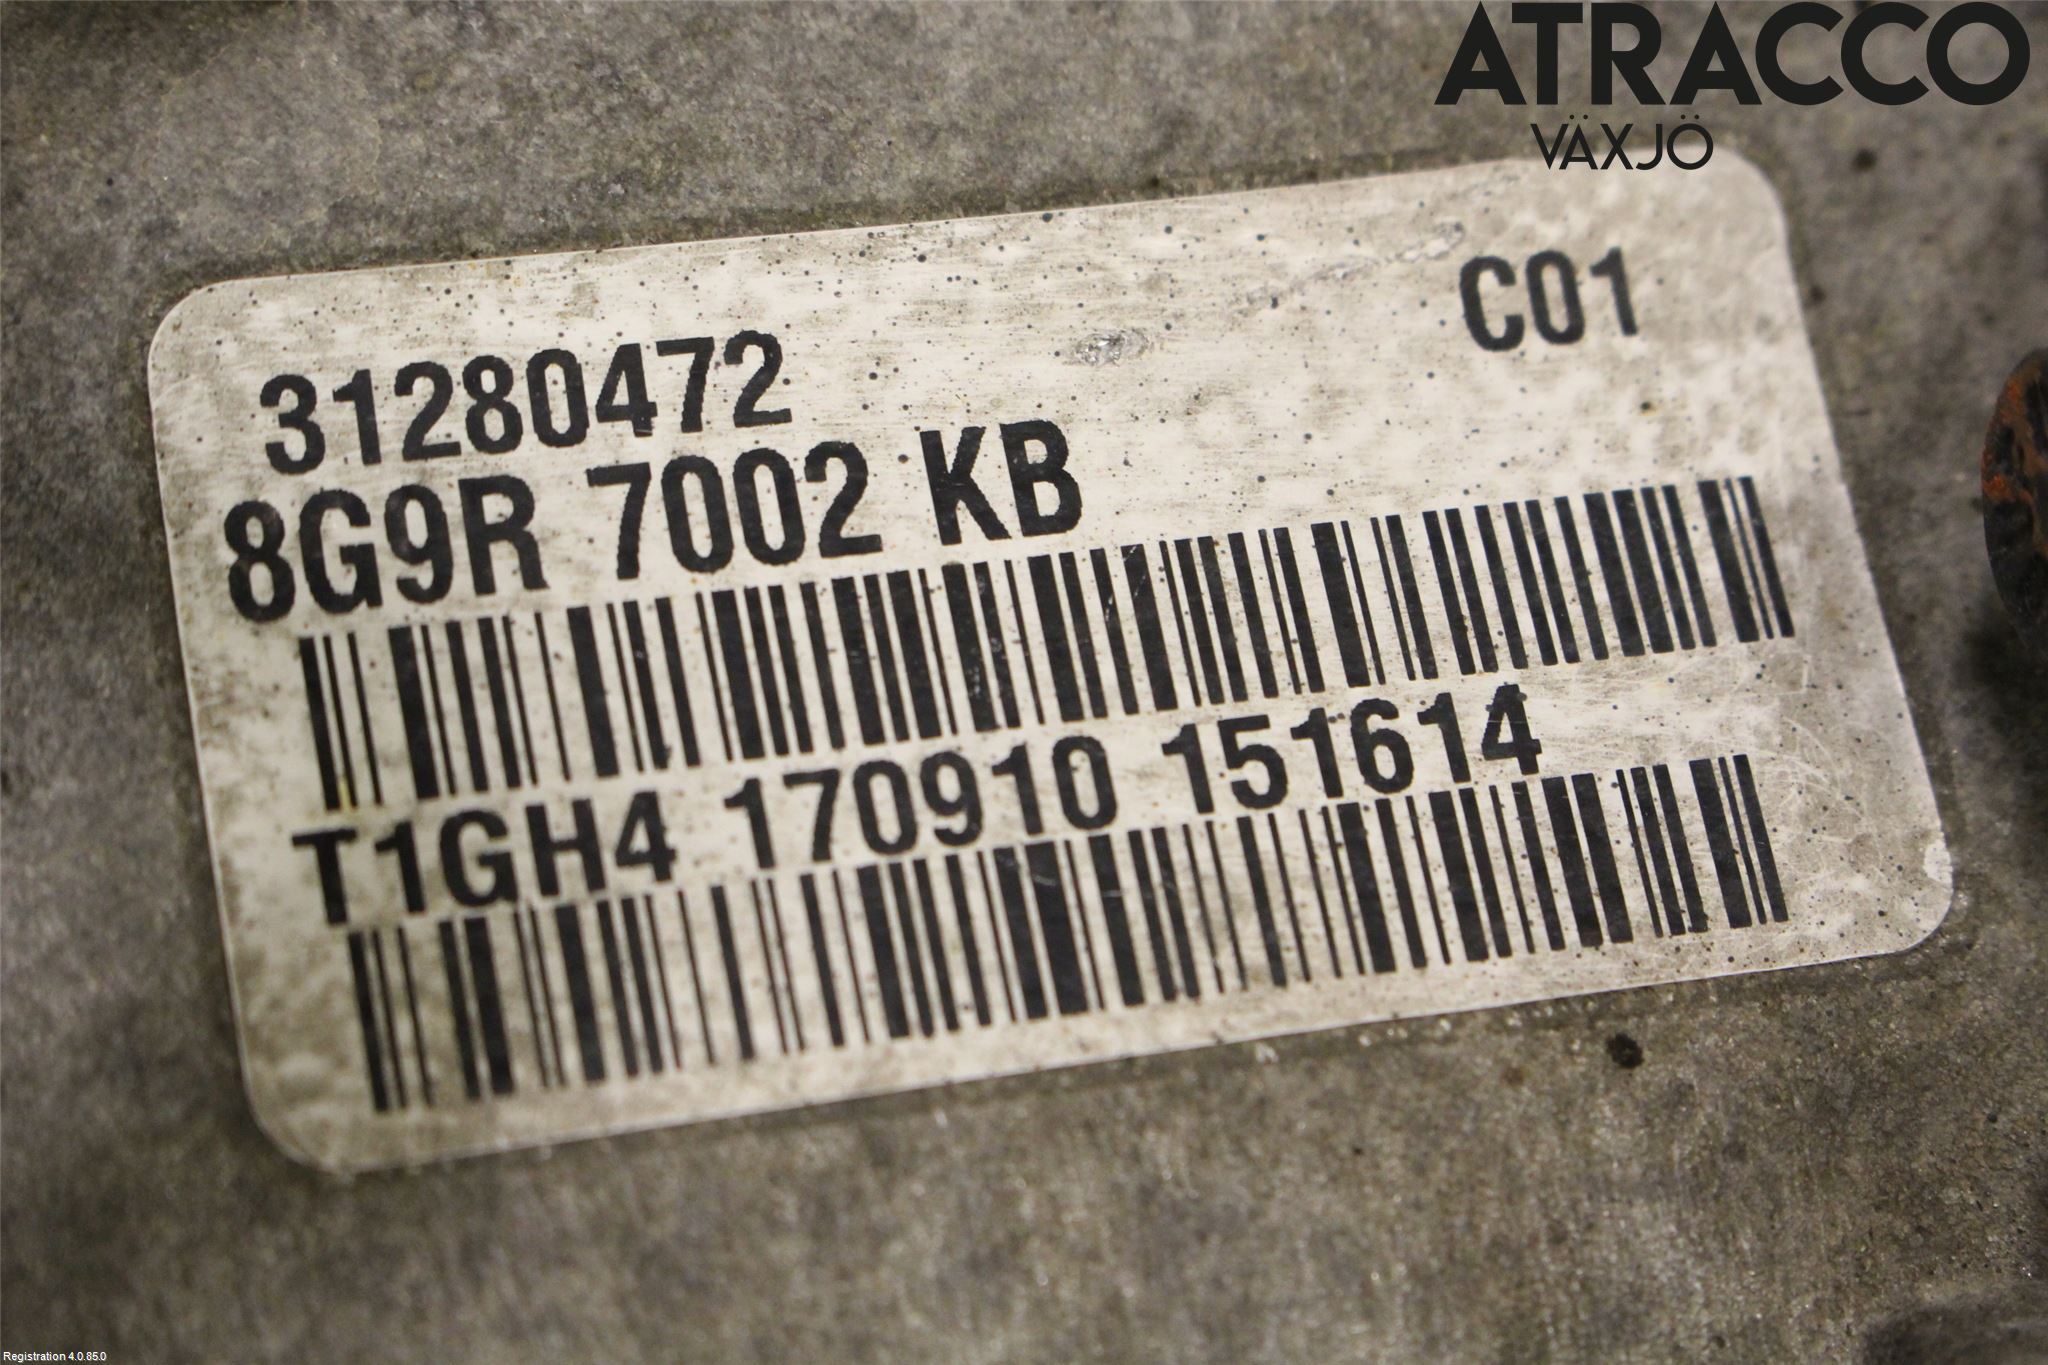 ATRACCO
VÄXJÖ
C01
31280472
8G9R 7002 KB
T1GH4 170910 151614
Registration 4.0.85.0